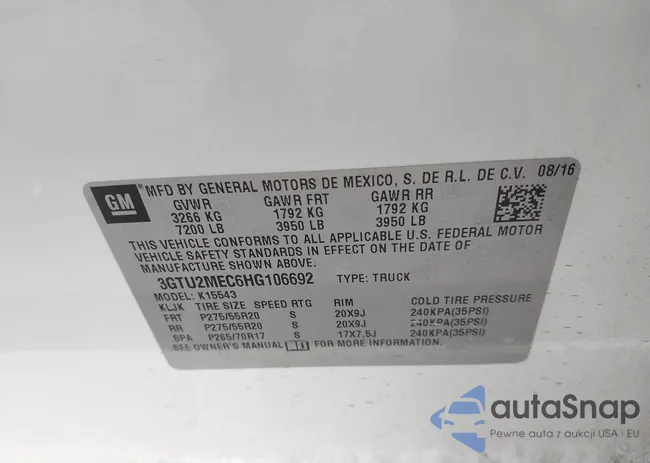 GM MFD BY GENERAL MOTORS DE MEXICO, S. DE R.L. DE C.V. 08/16
GVWR GAWR FRT GAWR RR
3266 KG 1792 KG 1792 KG
7200 LB 3950 LB 3950 LB
THIS VEHICLE CONFORMS TO ALL APPLICABLE U.S. FEDERAL MOTOR
VEHICLE SAFETY STANDARDS IN EFFECT ON THE DATE OF
MANUFACTURE SHOWN ABOVE.
3GTU2MEC6HG106692 TYPE: TRUCK
MODEL: K15543
KLJK TIRE SIZE SPEED RTG RIM COLD TIRE PRESSURE
FRT P275/55R20 S 20X9J 240KPA(35PSI)
RR P275/55R20 S 20X9J 240KPA(35PSI)
SPA P265/70R17 S 17X7.5J 240KPA(35PSI)
SEE OWNER'S MANUAL FOR MORE INFORMATION.
autaSnap
Pewne auta z aukcji USA i EU